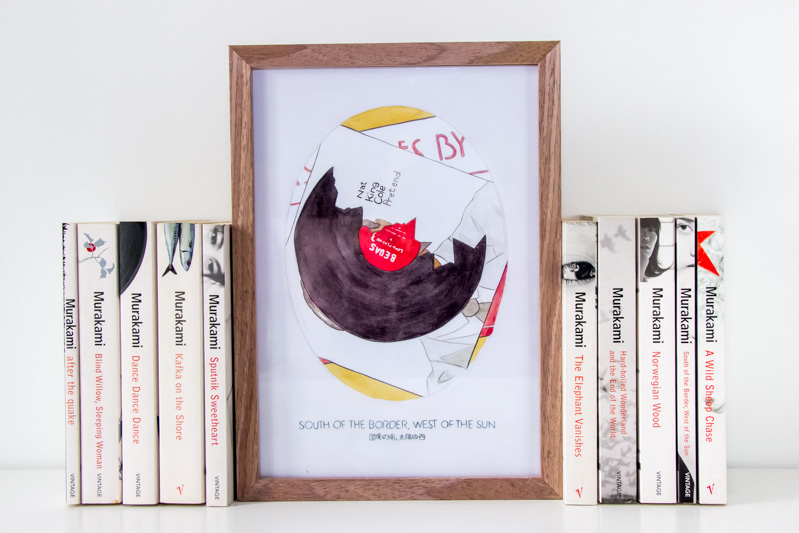 Murakami after the quake VINTAGE
Murakami Blind Willow, Sleeping Woman VINTAGE
Murakami Dance Dance Dance VINTAGE
Murakami Kafka on the Shore
Murakami Sputnik Sweetheart VINTAGE
ES BY
Nat
King
Cole
Pretend
SOUTH OF THE BORDER, WEST OF THE SUN
国境の南、太陽の西
Murakami The Elephant Vanishes
Murakami Hard-boiled Wonderland
and the End of the World VINTAGE
Murakami Norwegian Wood VINTAGE
Murakami South of the Border, West of the Sun VINTAGE
Murakami A Wild Sheep Chase VINTAGE